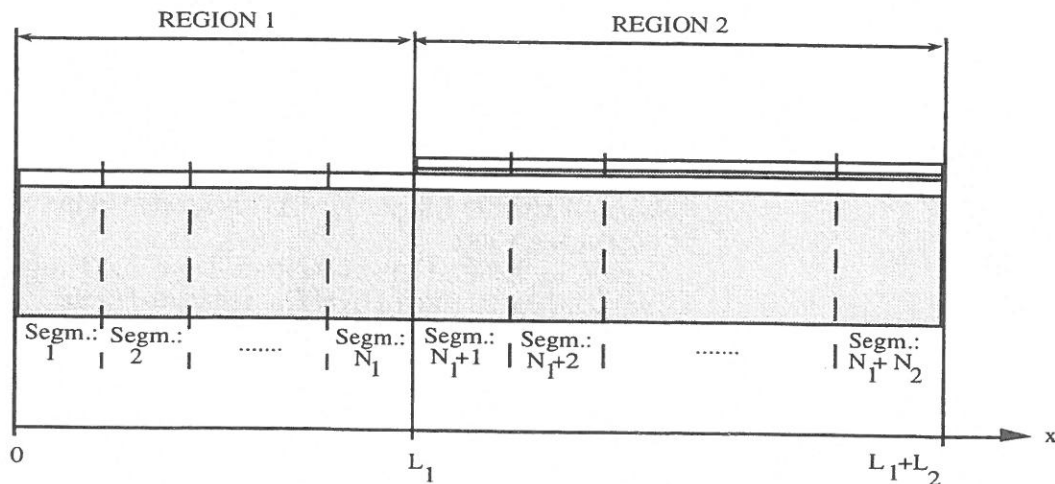 REGION 1 REGION 2
Segm.: Segm.: Segm.: Segm.: Segm.: Segm.:
1 2 ....... N1 N1+1 N1+2 ....... N1+ N2
0 L1 L1+L2 x